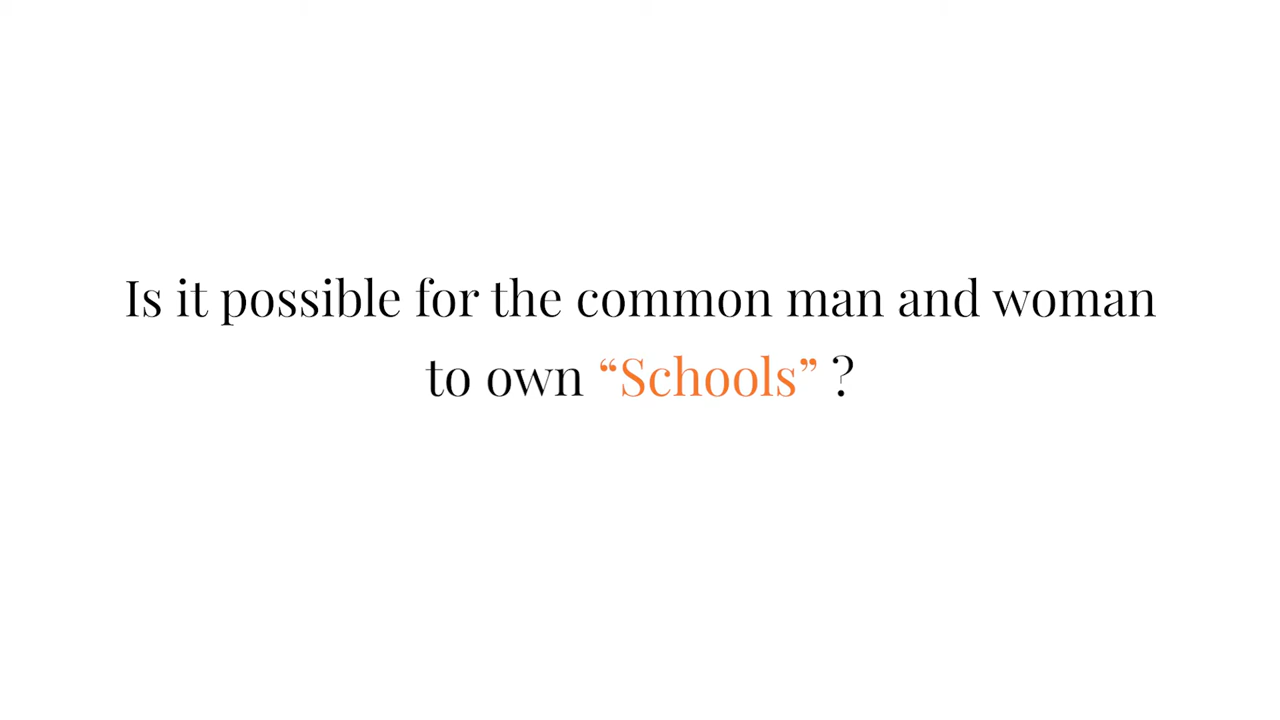 Is it possible for the common man and woman
to own “Schools” ?